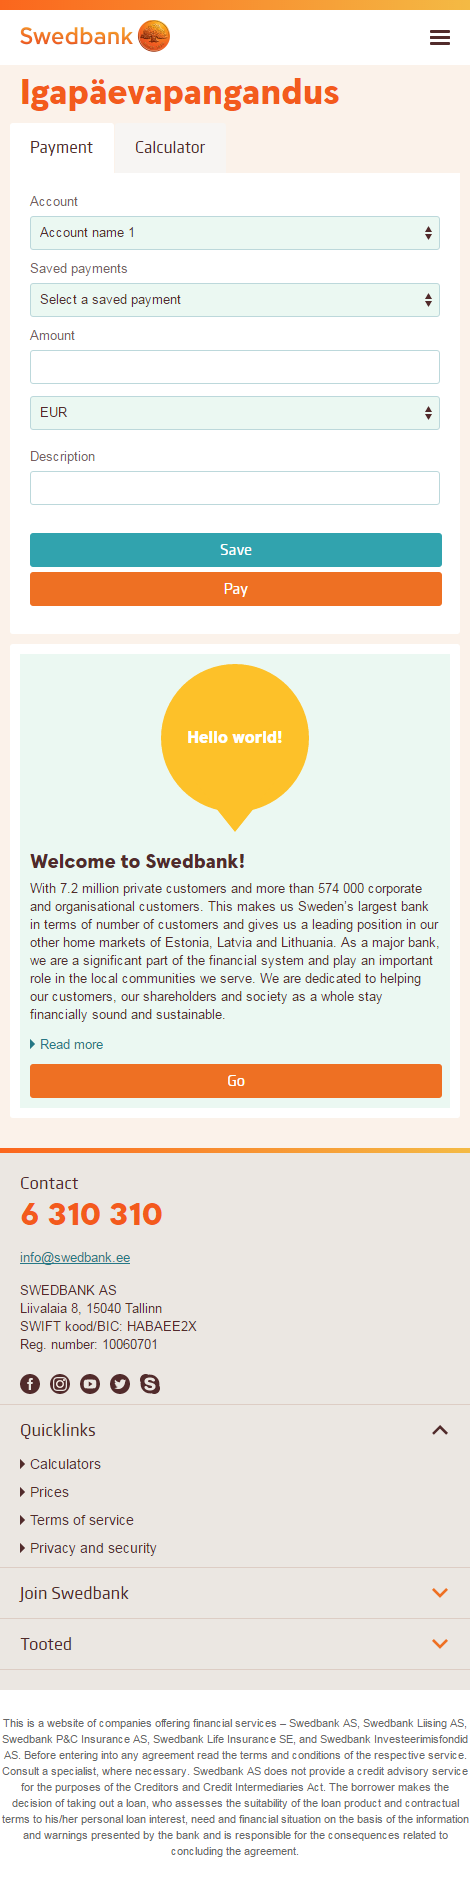 Swedbank
Igapäevapangandus
Payment
Calculator
Account
Account name 1
Saved payments
Select a saved payment
Amount
EUR
Description
Save
Pay
Hello world!
Welcome to Swedbank!
With 7.2 million private customers and more than 574 000 corporate
and organisational customers. This makes us Sweden's largest bank
in terms of number of customers and gives us a leading position in our
other home markets of Estonia, Latvia and Lithuania. As a major bank,
we are a significant part of the financial system and play an important
role in the local communities we serve. We are dedicated to helping
our customers, our shareholders and society as a whole stay
financially sound and sustainable.
Read more
Go
Contact
6 310 310
info@swedbank.ee
SWEDBANK AS
Liivalaia 8, 15040 Tallinn
SWIFT kood/BIC: HABAEE2X
Reg. number: 10060701
Quicklinks
Calculators
Prices
Terms of service
Privacy and security
Join Swedbank
Tooted
This is a website of companies offering financial services – Swedbank AS, Swedbank Liising AS,
Swedbank P&C Insurance AS, Swedbank Life Insurance SE, and Swedbank Investeerimisfondid
AS. Before entering into any agreement read the terms and conditions of the respective service.
Consult a specialist, where necessary. Swedbank AS does not provide a credit advisory service
for the purposes of the Creditors and Credit Intermediaries Act. The borrower makes the
decision of taking out a loan, who assesses the suitability of the loan product and contractual
terms to his/her personal loan interest, need and financial situation on the basis of the information
and warnings presented by the bank and is responsible for the consequences related to
concluding the agreement.